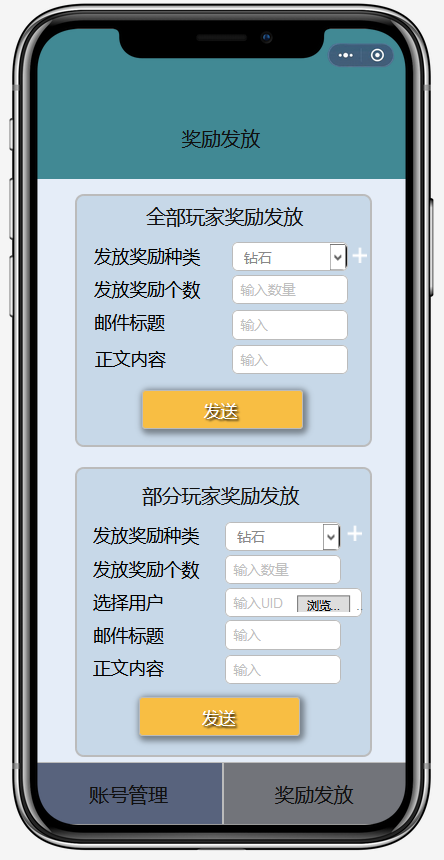 奖励发放
全部玩家奖励发放
发放奖励种类 钻石
发放奖励个数 输入数量
邮件标题 输入
正文内容 输入
发送
部分玩家奖励发放
发放奖励种类 钻石
发放奖励个数 输入数量
选择用户 输入UID 浏览... ..
邮件标题 输入
正文内容 输入
发送
账号管理 奖励发放